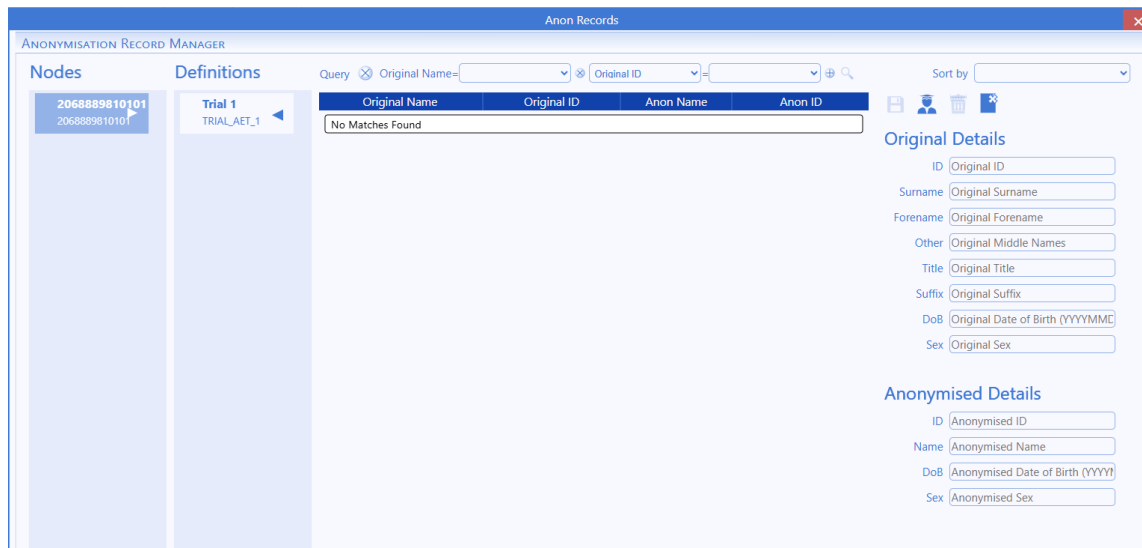 Anon Records
ANONYMISATION RECORD MANAGER
Nodes
2068889810101
2068889810101
Definitions
Trial 1
TRIAL_AET_1
Query Original Name= Original ID =
Sort by
Original Name Original ID Anon Name Anon ID
No Matches Found
Original Details
ID Original ID
Surname Original Surname
Forename Original Forename
Other Original Middle Names
Title Original Title
Suffix Original Suffix
DoB Original Date of Birth (YYYYMMD
Sex Original Sex
Anonymised Details
ID Anonymised ID
Name Anonymised Name
DoB Anonymised Date of Birth (YYYY
Sex Anonymised Sex